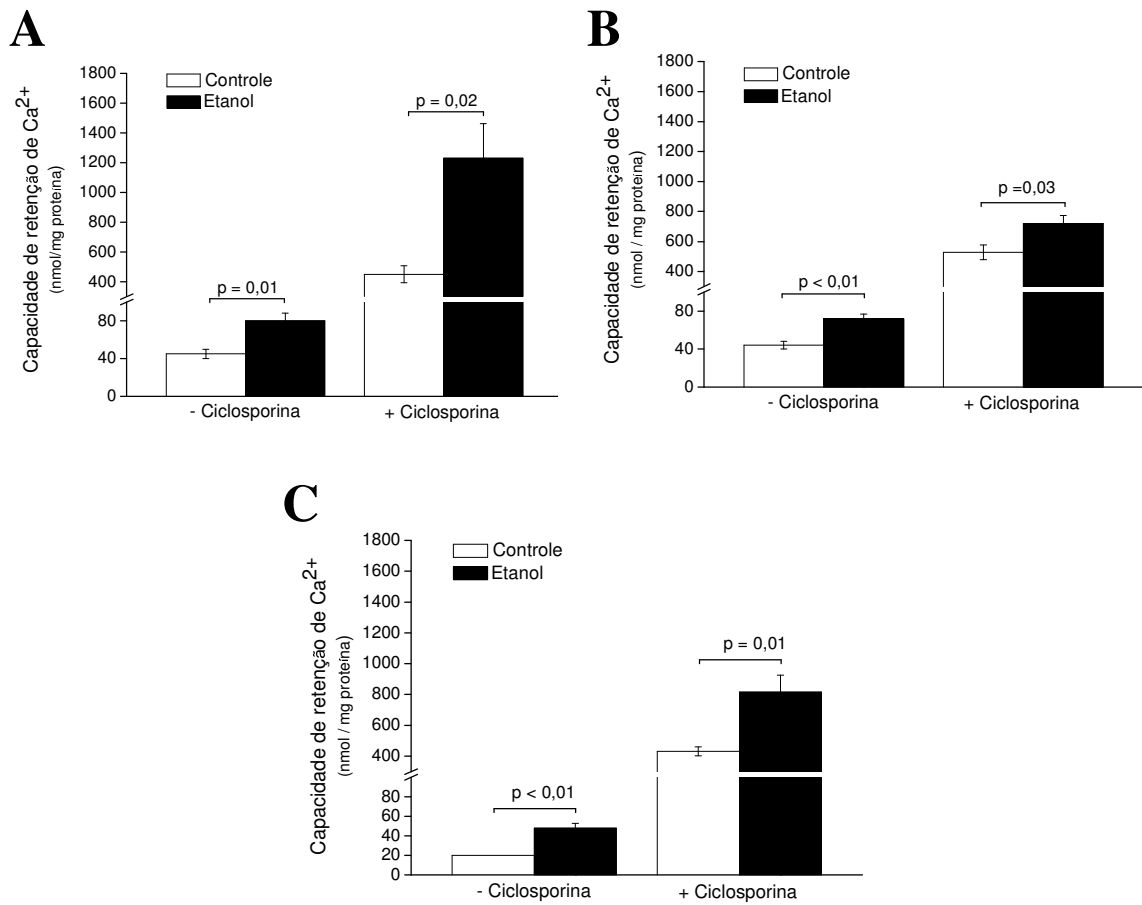 A
Capacidade de retenção de Ca2+
(nmol/mg proteína)
1800
1600
1400
1200
1000
800
600
400
80
40
0
Controle
Etanol
p = 0,02
p = 0,01
- Ciclosporina
+ Ciclosporina
B
Capacidade de retenção de Ca2+
(nmol / mg proteína)
1800
1600
1400
1200
1000
800
600
400
80
40
0
Controle
Etanol
p =0,03
p < 0,01
- Ciclosporina
+ Ciclosporina
C
Capacidade de retenção de Ca2+
(nmol / mg proteína)
1800
1600
1400
1200
1000
800
600
400
80
60
40
20
0
Controle
Etanol
p = 0,01
p < 0,01
- Ciclosporina
+ Ciclosporina